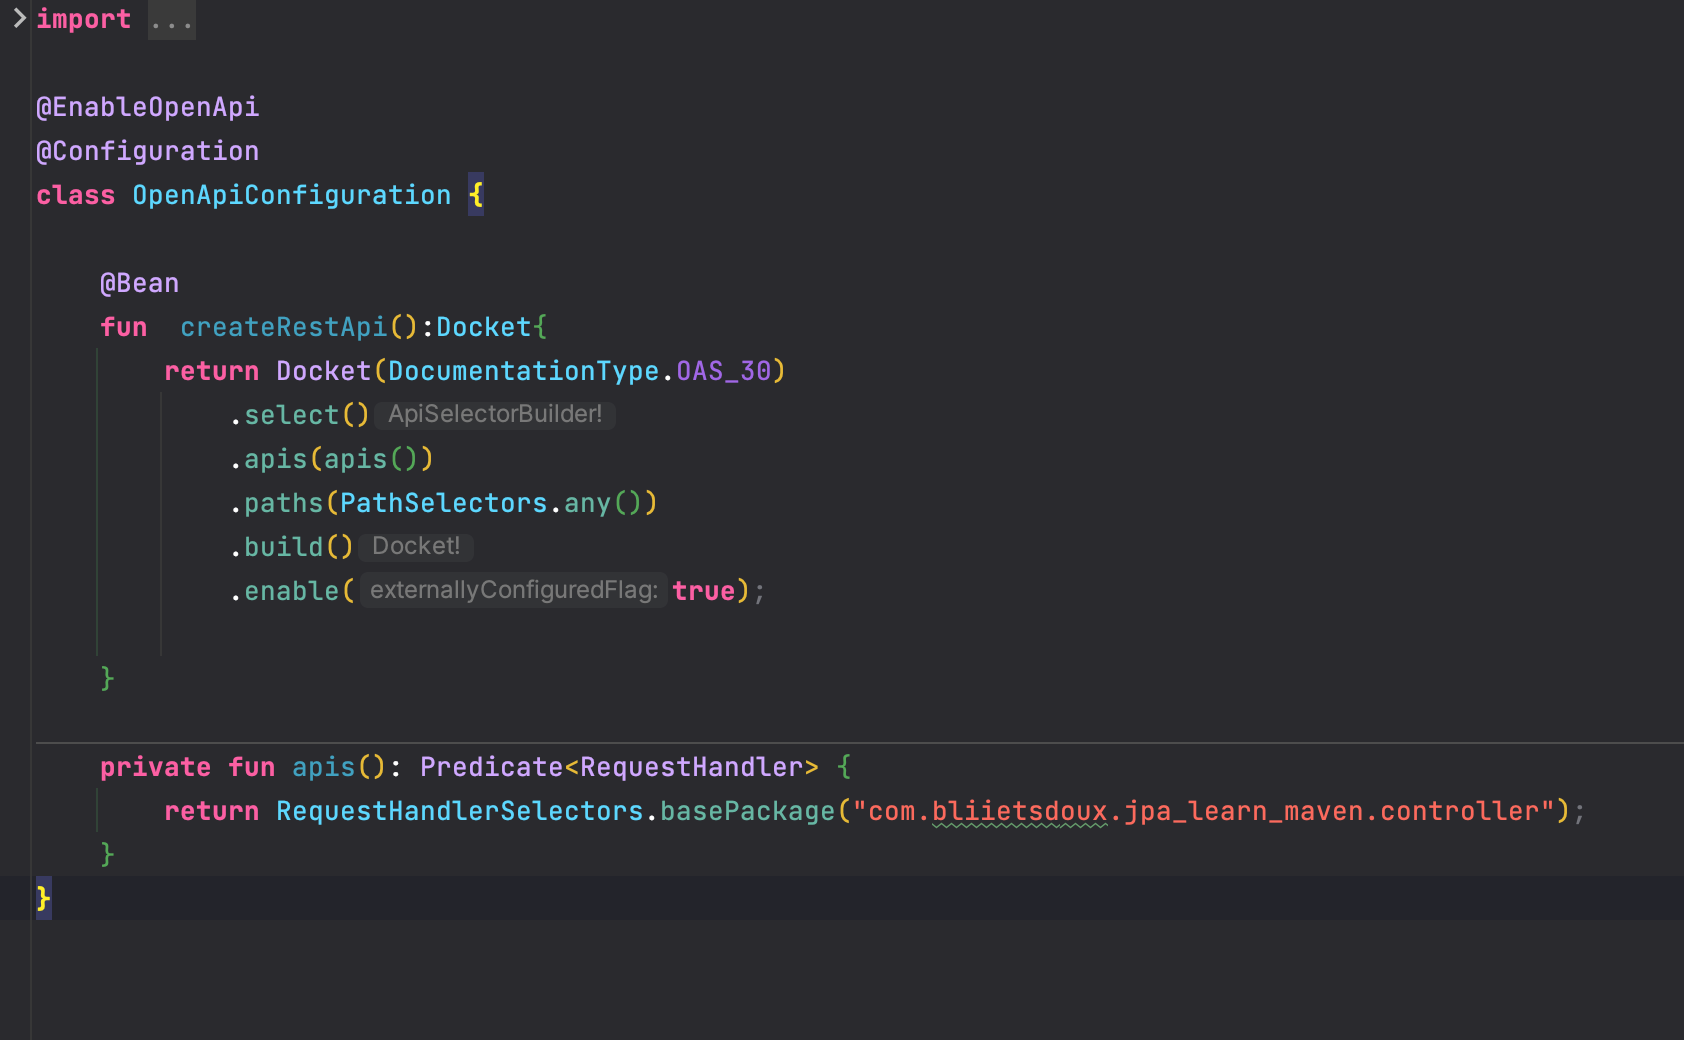 import ...
@EnableOpenApi
@Configuration
class OpenApiConfiguration {
@Bean
fun  createRestApi():Docket{
return Docket(DocumentationType.OAS_30)
.select() ApiSelectorBuilder!
.apis(apis())
.paths(PathSelectors.any())
.build() Docket!
.enable( externallyConfiguredFlag: true);
}
private fun apis(): Predicate<RequestHandler> {
return RequestHandlerSelectors.basePackage("com.bliietsdoux.jpa_learn_maven.controller");
}
}